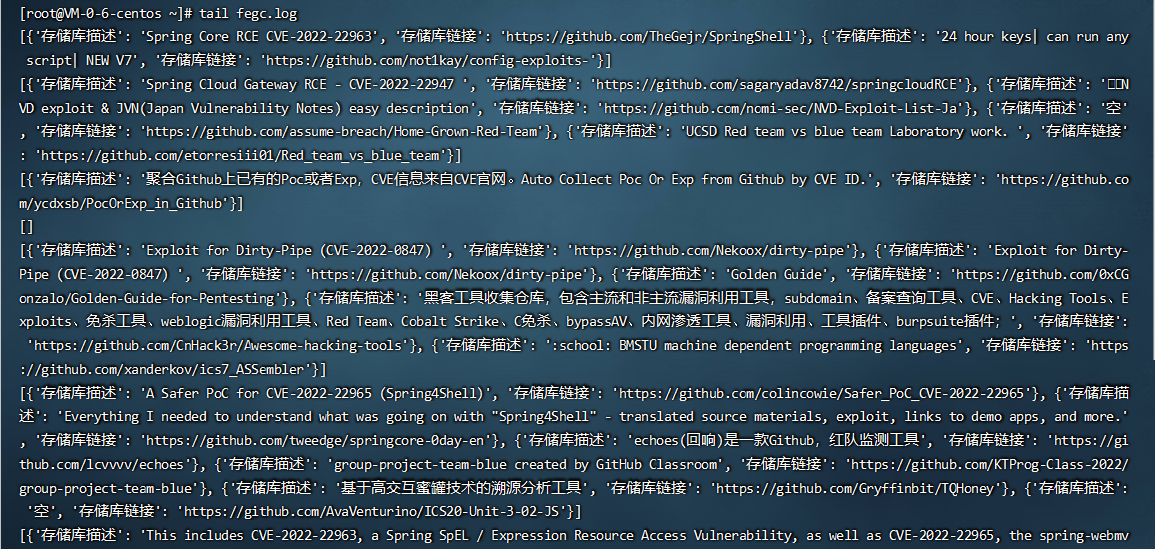 [root@VM-0-6-centos ~]# tail fegc.log
[{'存储库描述': 'Spring Core RCE CVE-2022-22963', '存储库链接': 'https://github.com/TheGejr/SpringShell'}, {'存储库描述': '24 hour keys| can run any
 script| NEW V7', '存储库链接': 'https://github.com/not1kay/config-exploits-'}]
[{'存储库描述': 'Spring Cloud Gateway RCE - CVE-2022-22947 ', '存储库链接': 'https://github.com/sagaryadav8742/springcloudRCE'}, {'存储库描述': '□□N
VD exploit & JVN(Japan Vulnerability Notes) easy description', '存储库链接': 'https://github.com/nomi-sec/NVD-Exploit-List-Ja'}, {'存储库描述': '空'
, '存储库链接': 'https://github.com/assume-breach/Home-Grown-Red-Team'}, {'存储库描述': 'UCSD Red team vs blue team Laboratory work. ', '存储库链接'
: 'https://github.com/etorresiii01/Red_team_vs_blue_team'}]
[{'存储库描述': '聚合Github上已有的Poc或者Exp，CVE信息来自CVE官网。Auto Collect Poc Or Exp from Github by CVE ID.', '存储库链接': 'https://github.co
m/ycdxsb/PocOrExp_in_Github'}]
[]
[{'存储库描述': 'Exploit for Dirty-Pipe (CVE-2022-0847) ', '存储库链接': 'https://github.com/Nekoox/dirty-pipe'}, {'存储库描述': 'Exploit for Dirty-
Pipe (CVE-2022-0847) ', '存储库链接': 'https://github.com/Nekoox/dirty-pipe'}, {'存储库描述': 'Golden Guide', '存储库链接': 'https://github.com/0xCG
onzalo/Golden-Guide-for-Pentesting'}, {'存储库描述': '黑客工具收集仓库，包含主流和非主流漏洞利用工具，subdomain、备案查询工具、CVE、Hacking Tools、E
xploits、免杀工具、weblogic漏洞利用工具、Red Team、Cobalt Strike、C免杀、bypassAV、内网渗透工具、漏洞利用、工具插件、burpsuite插件；', '存储库链接':
 'https://github.com/CnHack3r/Awesome-hacking-tools'}, {'存储库描述': ':school: BMSTU machine dependent programming languages', '存储库链接': 'https
://github.com/xanderkov/ics7_ASSembler'}]
[{'存储库描述': 'A Safer PoC for CVE-2022-22965 (Spring4Shell)', '存储库链接': 'https://github.com/colincowie/Safer_PoC_CVE-2022-22965'}, {'存储库描
述': 'Everything I needed to understand what was going on with "Spring4Shell" - translated source materials, exploit, links to demo apps, and more.'
, '存储库链接': 'https://github.com/tweedge/springcore-0day-en'}, {'存储库描述': 'echoes(回响)是一款Github，红队监测工具', '存储库链接': 'https://gi
thub.com/lcvvvv/echoes'}, {'存储库描述': 'group-project-team-blue created by GitHub Classroom', '存储库链接': 'https://github.com/KTProg-Class-2022/
group-project-team-blue'}, {'存储库描述': '基于高交互蜜罐技术的溯源分析工具', '存储库链接': 'https://github.com/Gryffinbit/TQHoney'}, {'存储库描述':
 '空', '存储库链接': 'https://github.com/AvaVenturino/ICS20-Unit-3-02-JS'}]
[{'存储库描述': 'This includes CVE-2022-22963, a Spring SpEL / Expression Resource Access Vulnerability, as well as CVE-2022-22965, the spring-webmv